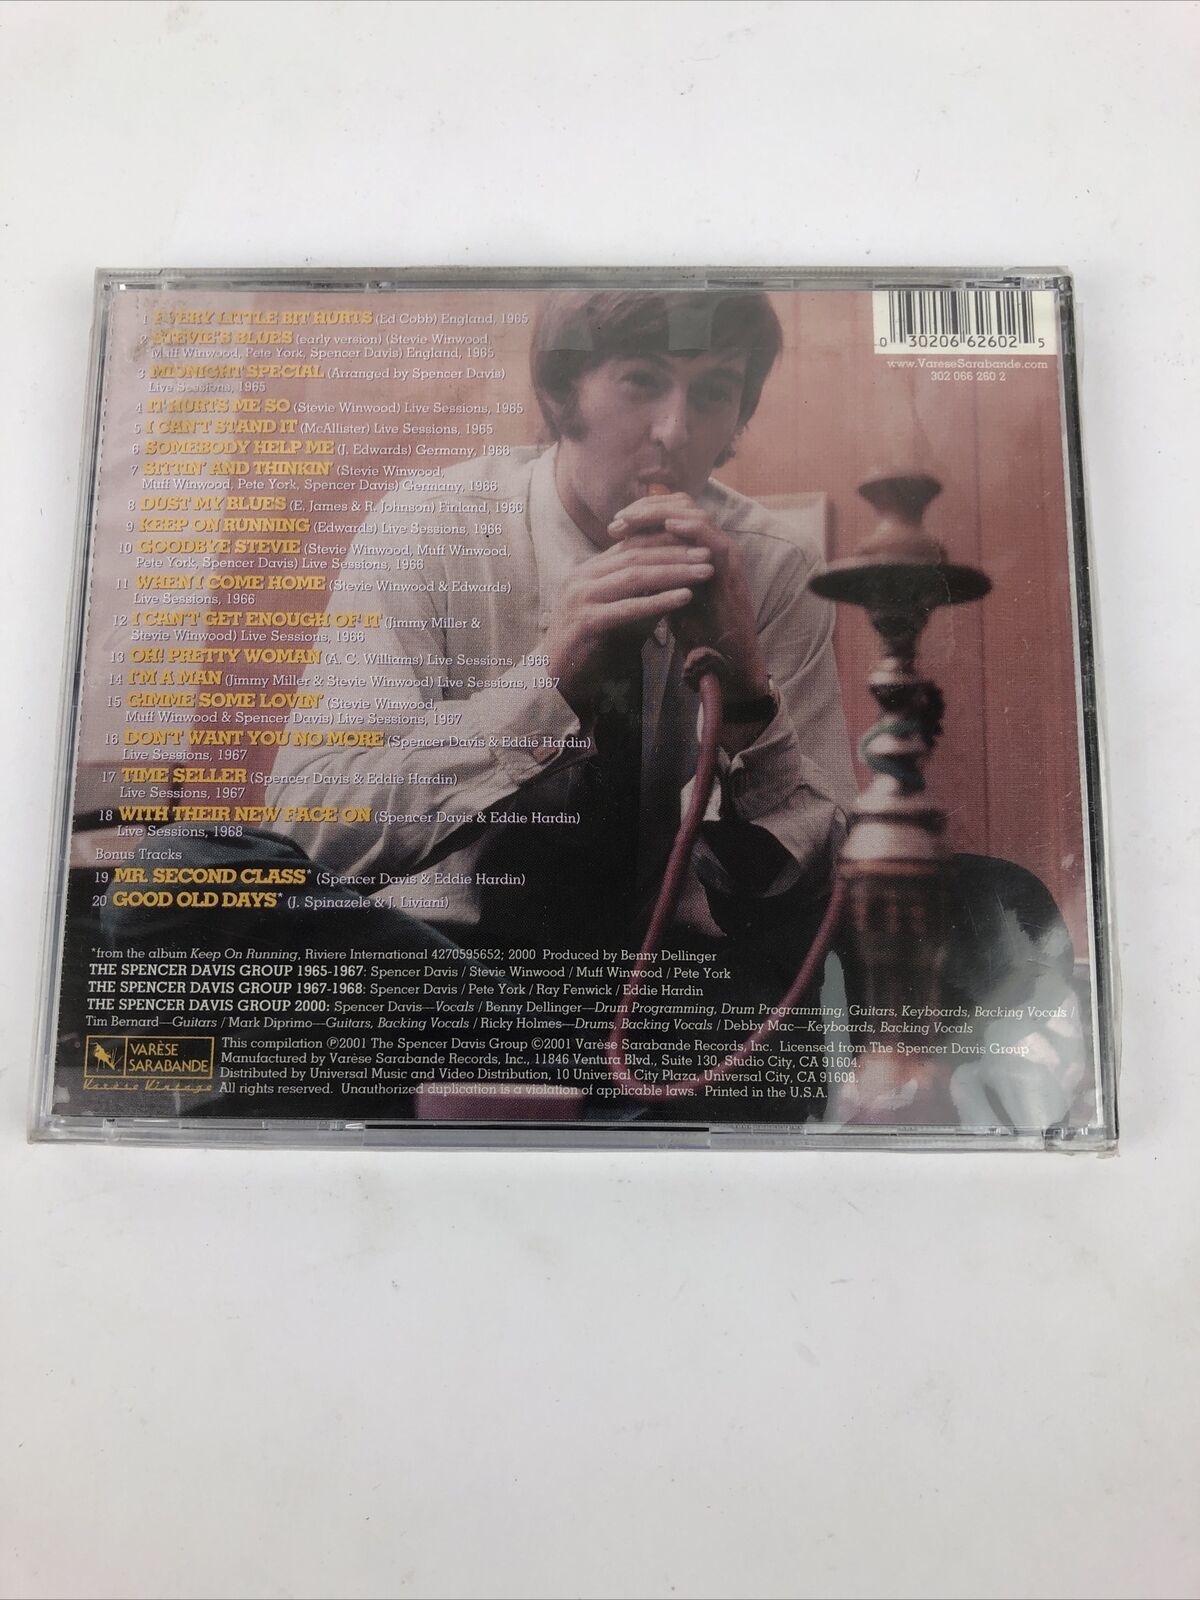 1 EVERY LITTLE BIT HURTS (Ed Cobb) England, 1965
2 STEVIE'S BLUES (early version) (Stevie Winwood,
Muff Winwood, Pete York, Spencer Davis) England, 1965
3 MIDNIGHT SPECIAL (Arranged by Spencer Davis)
Live Sessions, 1965
4 IT HURTS ME SO (Stevie Winwood) Live Sessions, 1965
5 I CAN'T STAND IT (McAllister) Live Sessions, 1965
6 SOMEBODY HELP ME (J. Edwards) Germany, 1966
7 SITTIN' AND THINKIN' (Stevie Winwood,
Muff Winwood, Pete York, Spencer Davis) Germany, 1966
8 DUST MY BLUES (E. James & R. Johnson) Finland, 1966
9 KEEP ON RUNNING (Edwards) Live Sessions, 1966
10 GOODBYE STEVIE (Stevie Winwood, Muff Winwood,
Pete York, Spencer Davis) Live Sessions, 1966
11 WHEN I COME HOME (Stevie Winwood & Edwards)
Live Sessions, 1966
12 I CAN'T GET ENOUGH OF IT (Jimmy Miller &
Stevie Winwood) Live Sessions, 1966
13 OH! PRETTY WOMAN (A. C. Williams) Live Sessions, 1966
14 I'M A MAN (Jimmy Miller & Stevie Winwood) Live Sessions, 1967
15 GIMME SOME LOVIN' (Stevie Winwood,
Muff Winwood & Spencer Davis) Live Sessions, 1967
16 DON'T WANT YOU NO MORE (Spencer Davis & Eddie Hardin)
Live Sessions, 1967
17 TIME SELLER (Spencer Davis & Eddie Hardin)
Live Sessions, 1967
18 WITH THEIR NEW FACE ON (Spencer Davis & Eddie Hardin)
Live Sessions, 1968
Bonus Tracks
19 MR. SECOND CLASS* (Spencer Davis & Eddie Hardin)
20 GOOD OLD DAYS* (J. Spinazele & J. Liviani)
0 30206 62602 5
www.VareseSarabande.com
302 066 260 2
*from the album Keep On Running, Riviere International 4270595652; 2000 Produced by Benny Dellinger
THE SPENCER DAVIS GROUP 1965-1967: Spencer Davis / Stevie Winwood / Muff Winwood / Pete York
THE SPENCER DAVIS GROUP 1967-1968: Spencer Davis / Pete York / Ray Fenwick / Eddie Hardin
THE SPENCER DAVIS GROUP 2000: Spencer Davis—Vocals / Benny Dellinger—Drum Programming, Drum Programming, Guitars, Keyboards, Backing Vocals /
Tim Bernard—Guitars / Mark Diprimo—Guitars, Backing Vocals / Ricky Holmes—Drums, Backing Vocals / Debby Mac—Keyboards, Backing Vocals
VARÈSE
SARABANDE
Varèse Vintage
This compilation ℗2001 The Spencer Davis Group ©2001 Varèse Sarabande Records, Inc. Licensed from The Spencer Davis Group
Manufactured by Varèse Sarabande Records, Inc., 11846 Ventura Blvd., Suite 130, Studio City, CA 91604.
Distributed by Universal Music and Video Distribution, 10 Universal City Plaza, Universal City, CA 91608.
All rights reserved. Unauthorized duplication is a violation of applicable laws. Printed in the U.S.A.